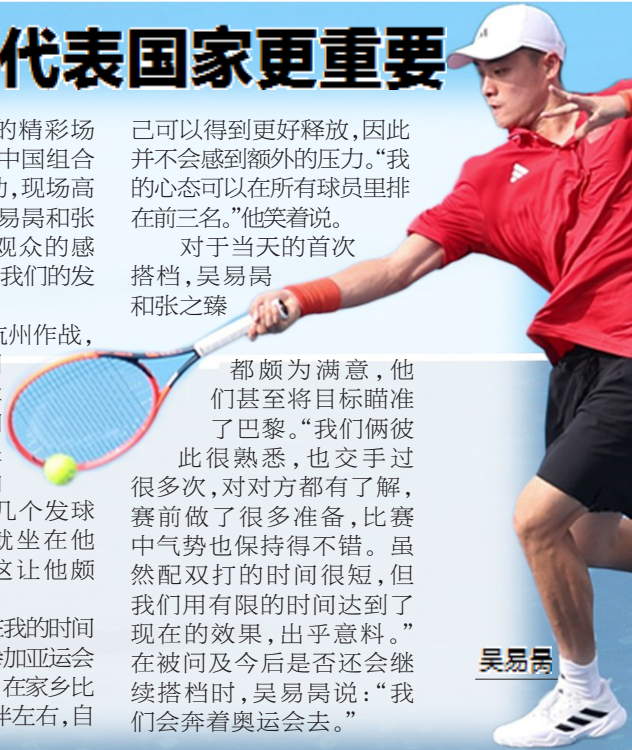 代表国家更重要
的精彩场
中国组合
力,现场高
易昺和张
观众的感
我们的发
杭州作战,
几个发球
就坐在他
这让他颇
在我的时间
参加亚运会
在家乡比
伴左右,自
己可以得到更好释放,因此
并不会感到额外的压力。“我
的心态可以在所有球员里排
在前三名。”他笑着说。
对于当天的首次
搭档,吴易昺
和张之臻
都颇为满意,他
们甚至将目标瞄准
了巴黎。“我们俩彼
此很熟悉,也交手过
很多次,对对方都有了解,
赛前做了很多准备,比赛
中气势也保持得不错。虽
然配双打的时间很短,但
我们用有限的时间达到了
现在的效果,出乎意料。”
在被问及今后是否还会继
续搭档时,吴易昺说:“我
们会奔着奥运会去。”
吴易昺